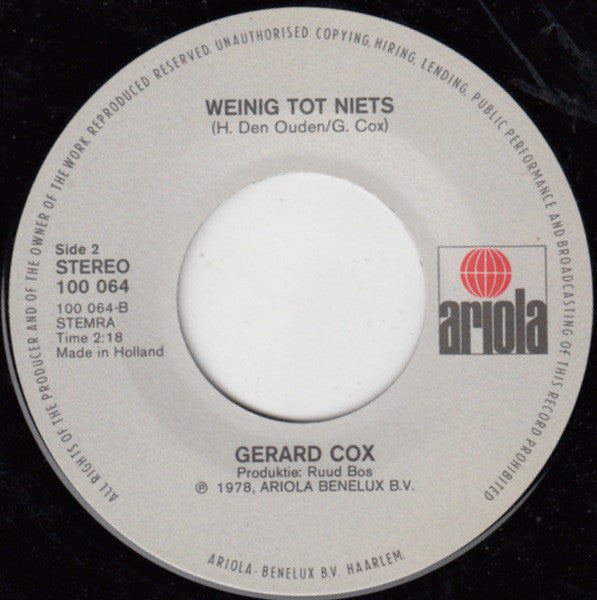 ALL RIGHTS OF THE PRODUCER AND OF THE OWNER OF THE WORK REPRODUCED RESERVED. UNAUTHORISED COPYING, HIRING, LENDING, PUBLIC PERFORMANCE AND BROADCASTING OF THIS RECORD PROHIBITED
WEINIG TOT NIETS
(H. Den Ouden/G. Cox)
Side 2
STEREO
100 064
100 064-B
STEMRA
Time 2:18
Made in Holland
ariola
GERARD COX
Produktie: Ruud Bos
℗ 1978, ARIOLA BENELUX B.V.
ARIOLA-BENELUX B.V. HAARLEM.